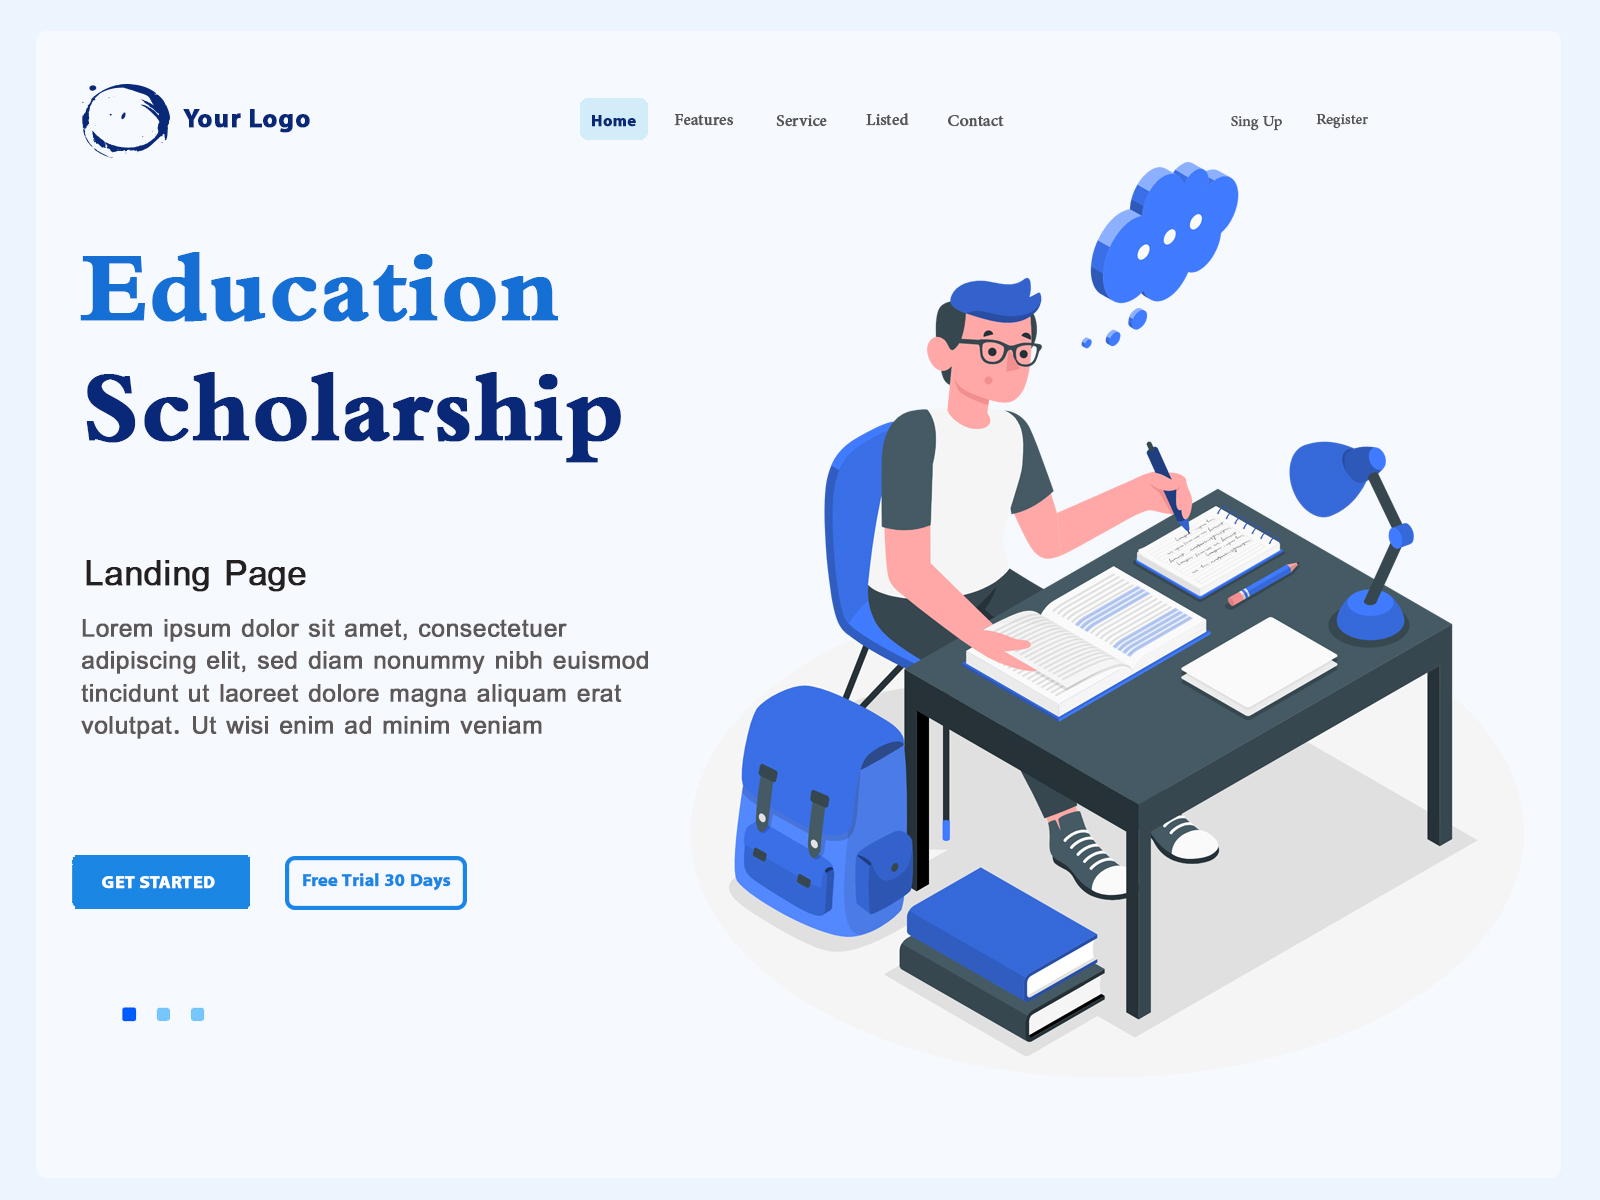 Your Logo
Home Features Service Listed Contact Sing Up Register
Education
Scholarship
Landing Page
Lorem ipsum dolor sit amet, consectetuer
adipiscing elit, sed diam nonummy nibh euismod
tincidunt ut laoreet dolore magna aliquam erat
volutpat. Ut wisi enim ad minim veniam
GET STARTED Free Trial 30 Days